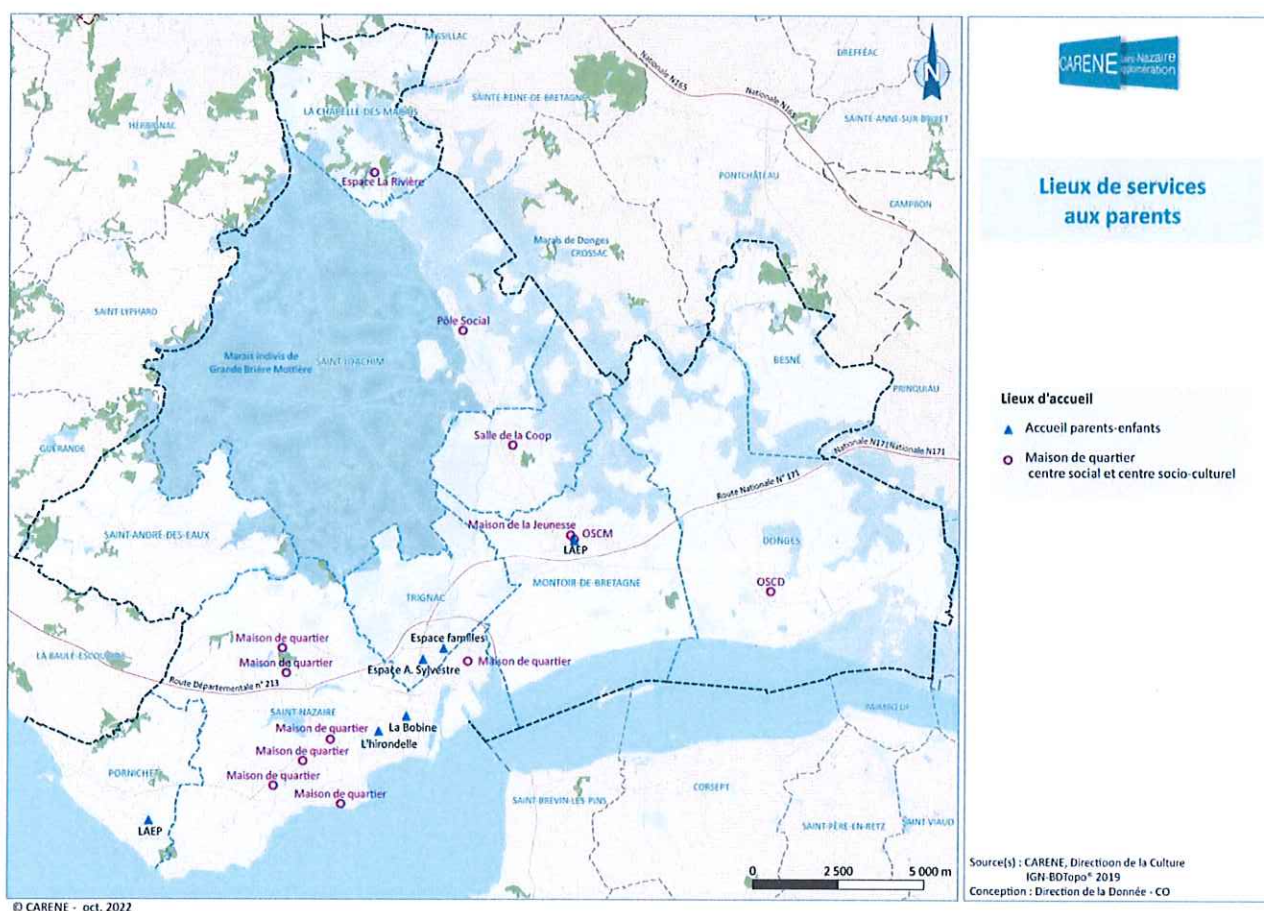 MISSILLAC
DREFFÉAC
Nationale N165
Nationale N165
SAINTE-REINE-DE-BRETAGNE
SAINTE-ANNE-SUR-BRIVET
HERBIGNAC
LA CHAPELLE-DES-MARAIS
Espace La Rivière
PONTCHÂTEAU
CAMPBON
Marais de Donges
CROSSAC
SAINT-LYPHARD
Pôle Social
Marais indivis de
Grande Brière Mottière
SAINT-JOACHIM
BESNÉ
PRINQUIAU
GUÉRANDE
Salle de la Coop
Nationale N171
Nationale N171
Route Nationale N° 171
SAINT-ANDRÉ-DES-EAUX
Maison de la Jeunesse
OSCM
LAEP
DONGES
OSCD
MONTOIR-DE-BRETAGNE
TRIGNAC
Maison de quartier
Espace familles
LA BAULE-ESCOUBLAC
Maison de quartier
Espace A. Sylvestre
Maison de quartier
Route Départementale n° 213
SAINT-NAZAIRE
La Bobine
Maison de quartier
L'hirondelle
Maison de quartier
PORNICHET
Maison de quartier
Maison de quartier
LAEP
PAIMBOEUF
CORSEPT
SAINT-BREVIN-LES-PINS
SAINT-PÈRE-EN-RETZ
SAINT-VIAUD
N
0 2 500 5 000 m
© CARENE - oct. 2022
CARENE Saint-Nazaire
agglomération
Lieux de services
aux parents
Lieux d'accueil
Accueil parents-enfants
Maison de quartier
centre social et centre socio-culturel
Source(s) : CARENE, Directioon de la Culture
IGN-BDTopo® 2019
Conception : Direction de la Donnée - CO